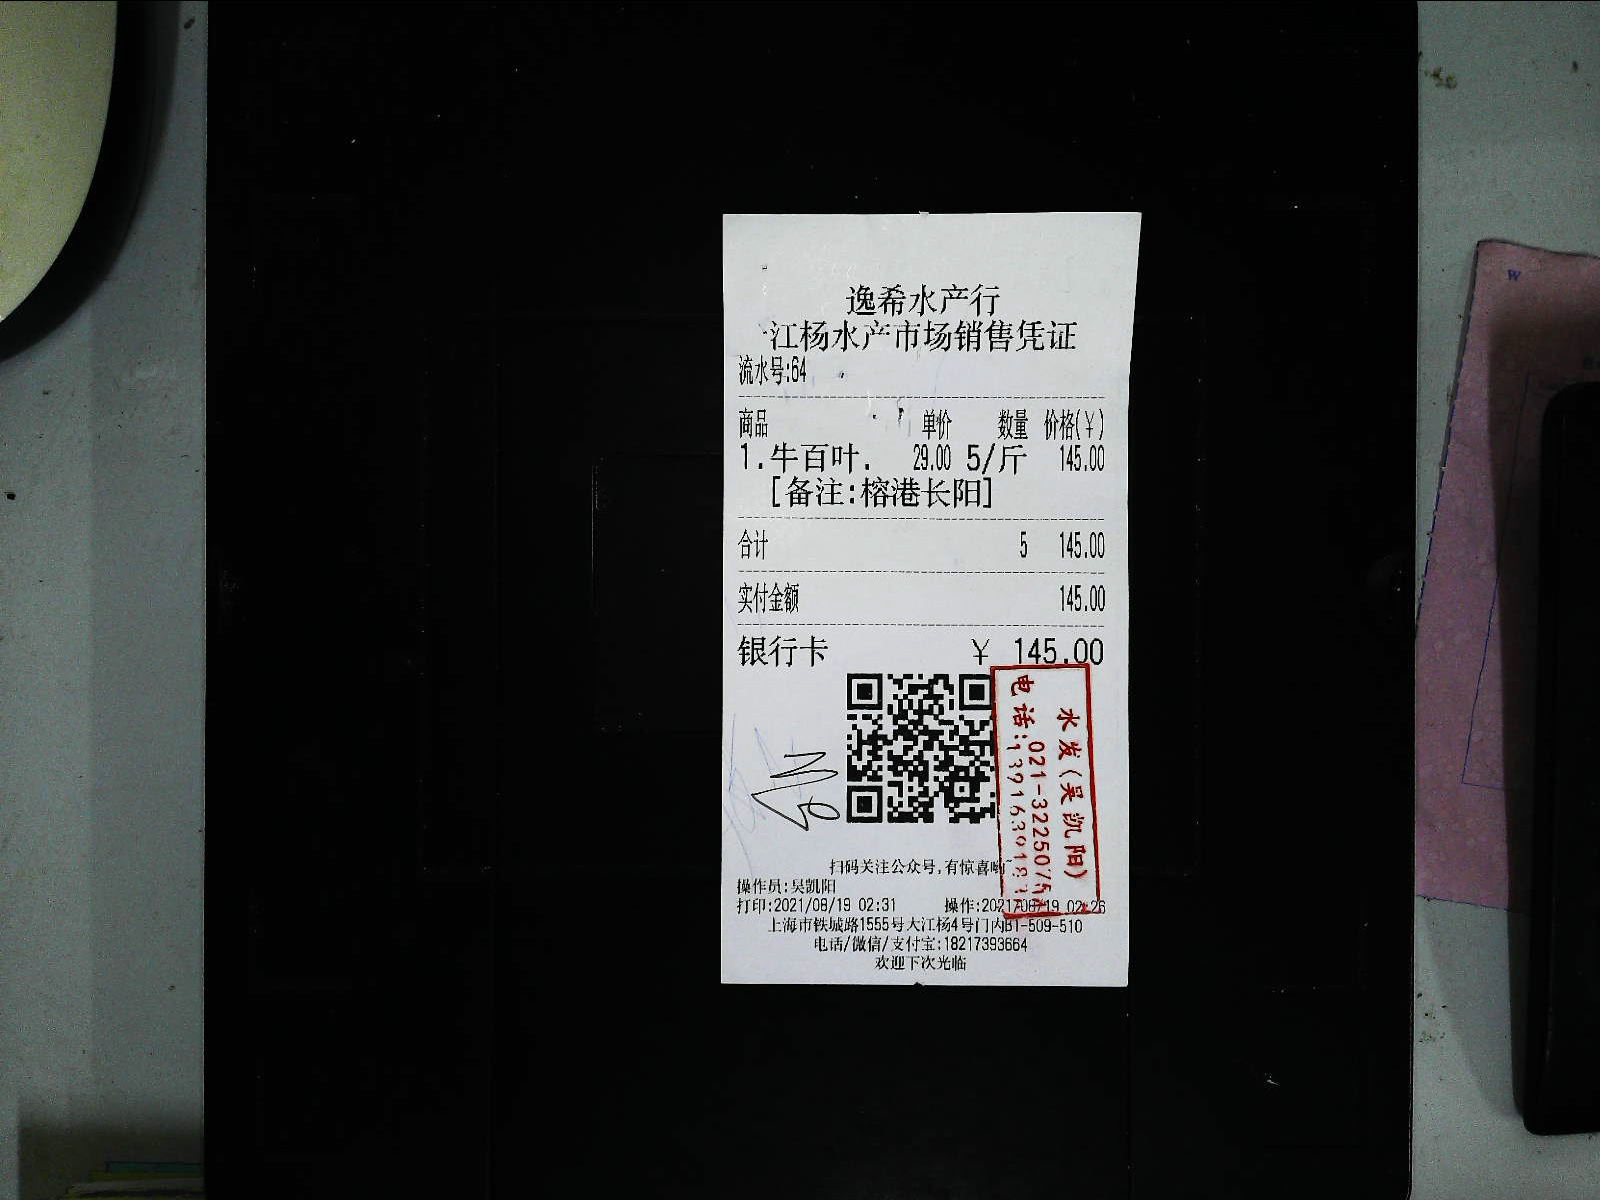 逸希水产行
江杨水产市场销售凭证
流水号:64
商品 单价 数量 价格(￥)
1.牛百叶. 29.00 5/斤 145.00
[备注:榕港长阳]
合计 5 145.00
实付金额 145.00
银行卡 ￥ 145.00
水发(吴凯阳)
电话:021-32250754
扫码关注公众号,有惊喜哟~
操作员:吴凯阳
打印:2021/08/19 02:31 操作:2021/08/19 02:26
上海市铁城路1555号大江杨4号门内B1-509-510
电话/微信/支付宝:18217393664
欢迎下次光临
W